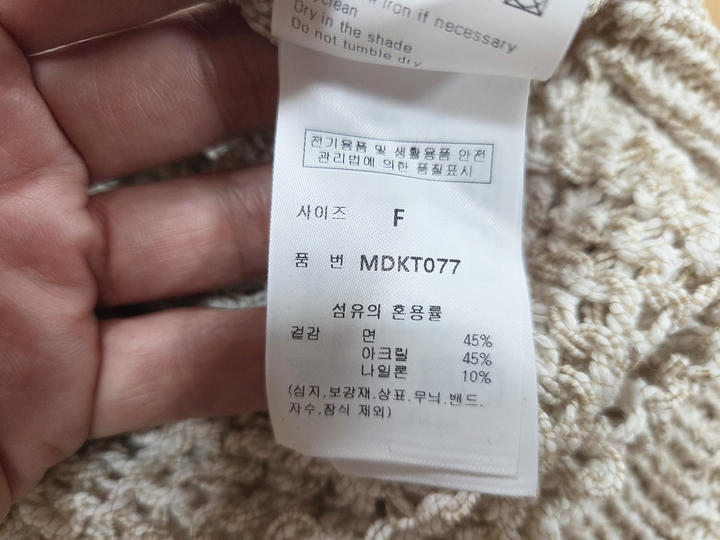 iron if necessary
Dry in the shade
Do not tumble dry
전기용품 및 생활용품 안전
관리법에 의한 품질표시
사이즈 F
품 번 MDKT077
섬유의 혼용률
겉감 면 45%
아크릴 45%
나일론 10%
(심지.보강재.상표.무늬.밴드.
자수.장식 제외)